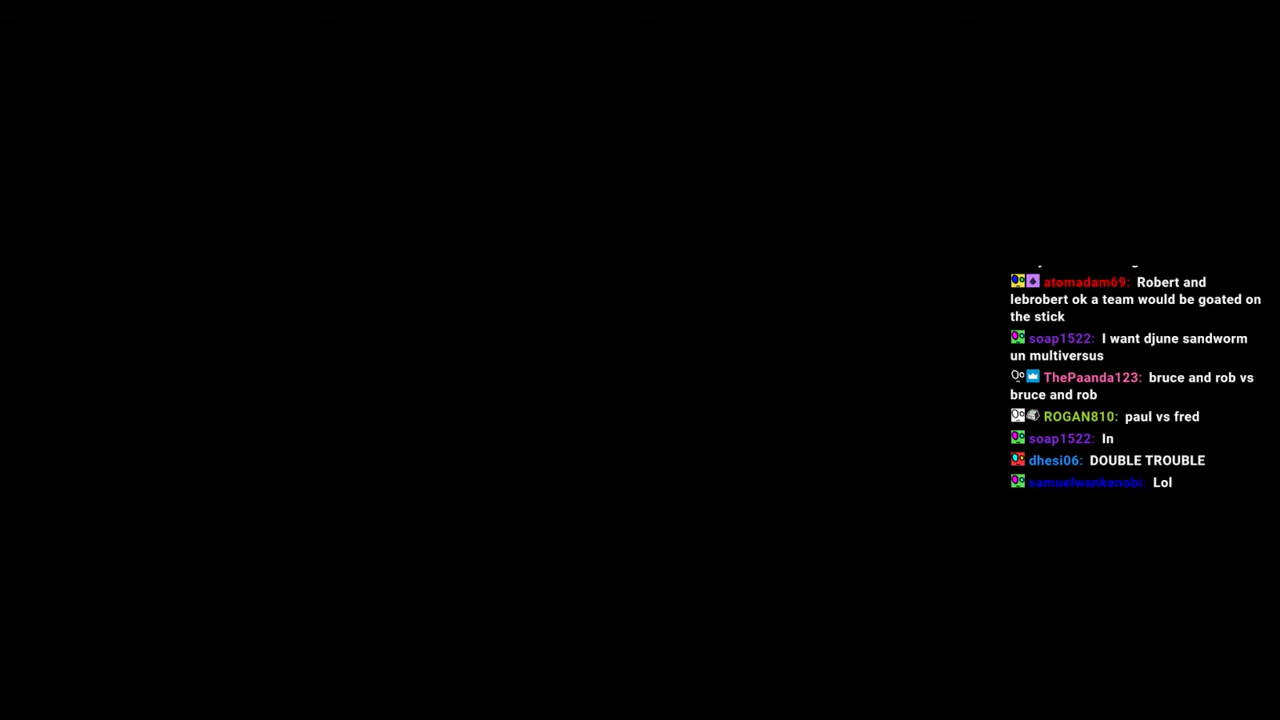 atomadam69: Robert and
lebrobert ok a team would be goated on
the stick
soap1522: I want djune sandworm
un multiversus
ThePaanda123: bruce and rob vs
bruce and rob
ROGAN810: paul vs fred
soap1522: In
dhesi06: DOUBLE TROUBLE
samuelwankenobi: Lol